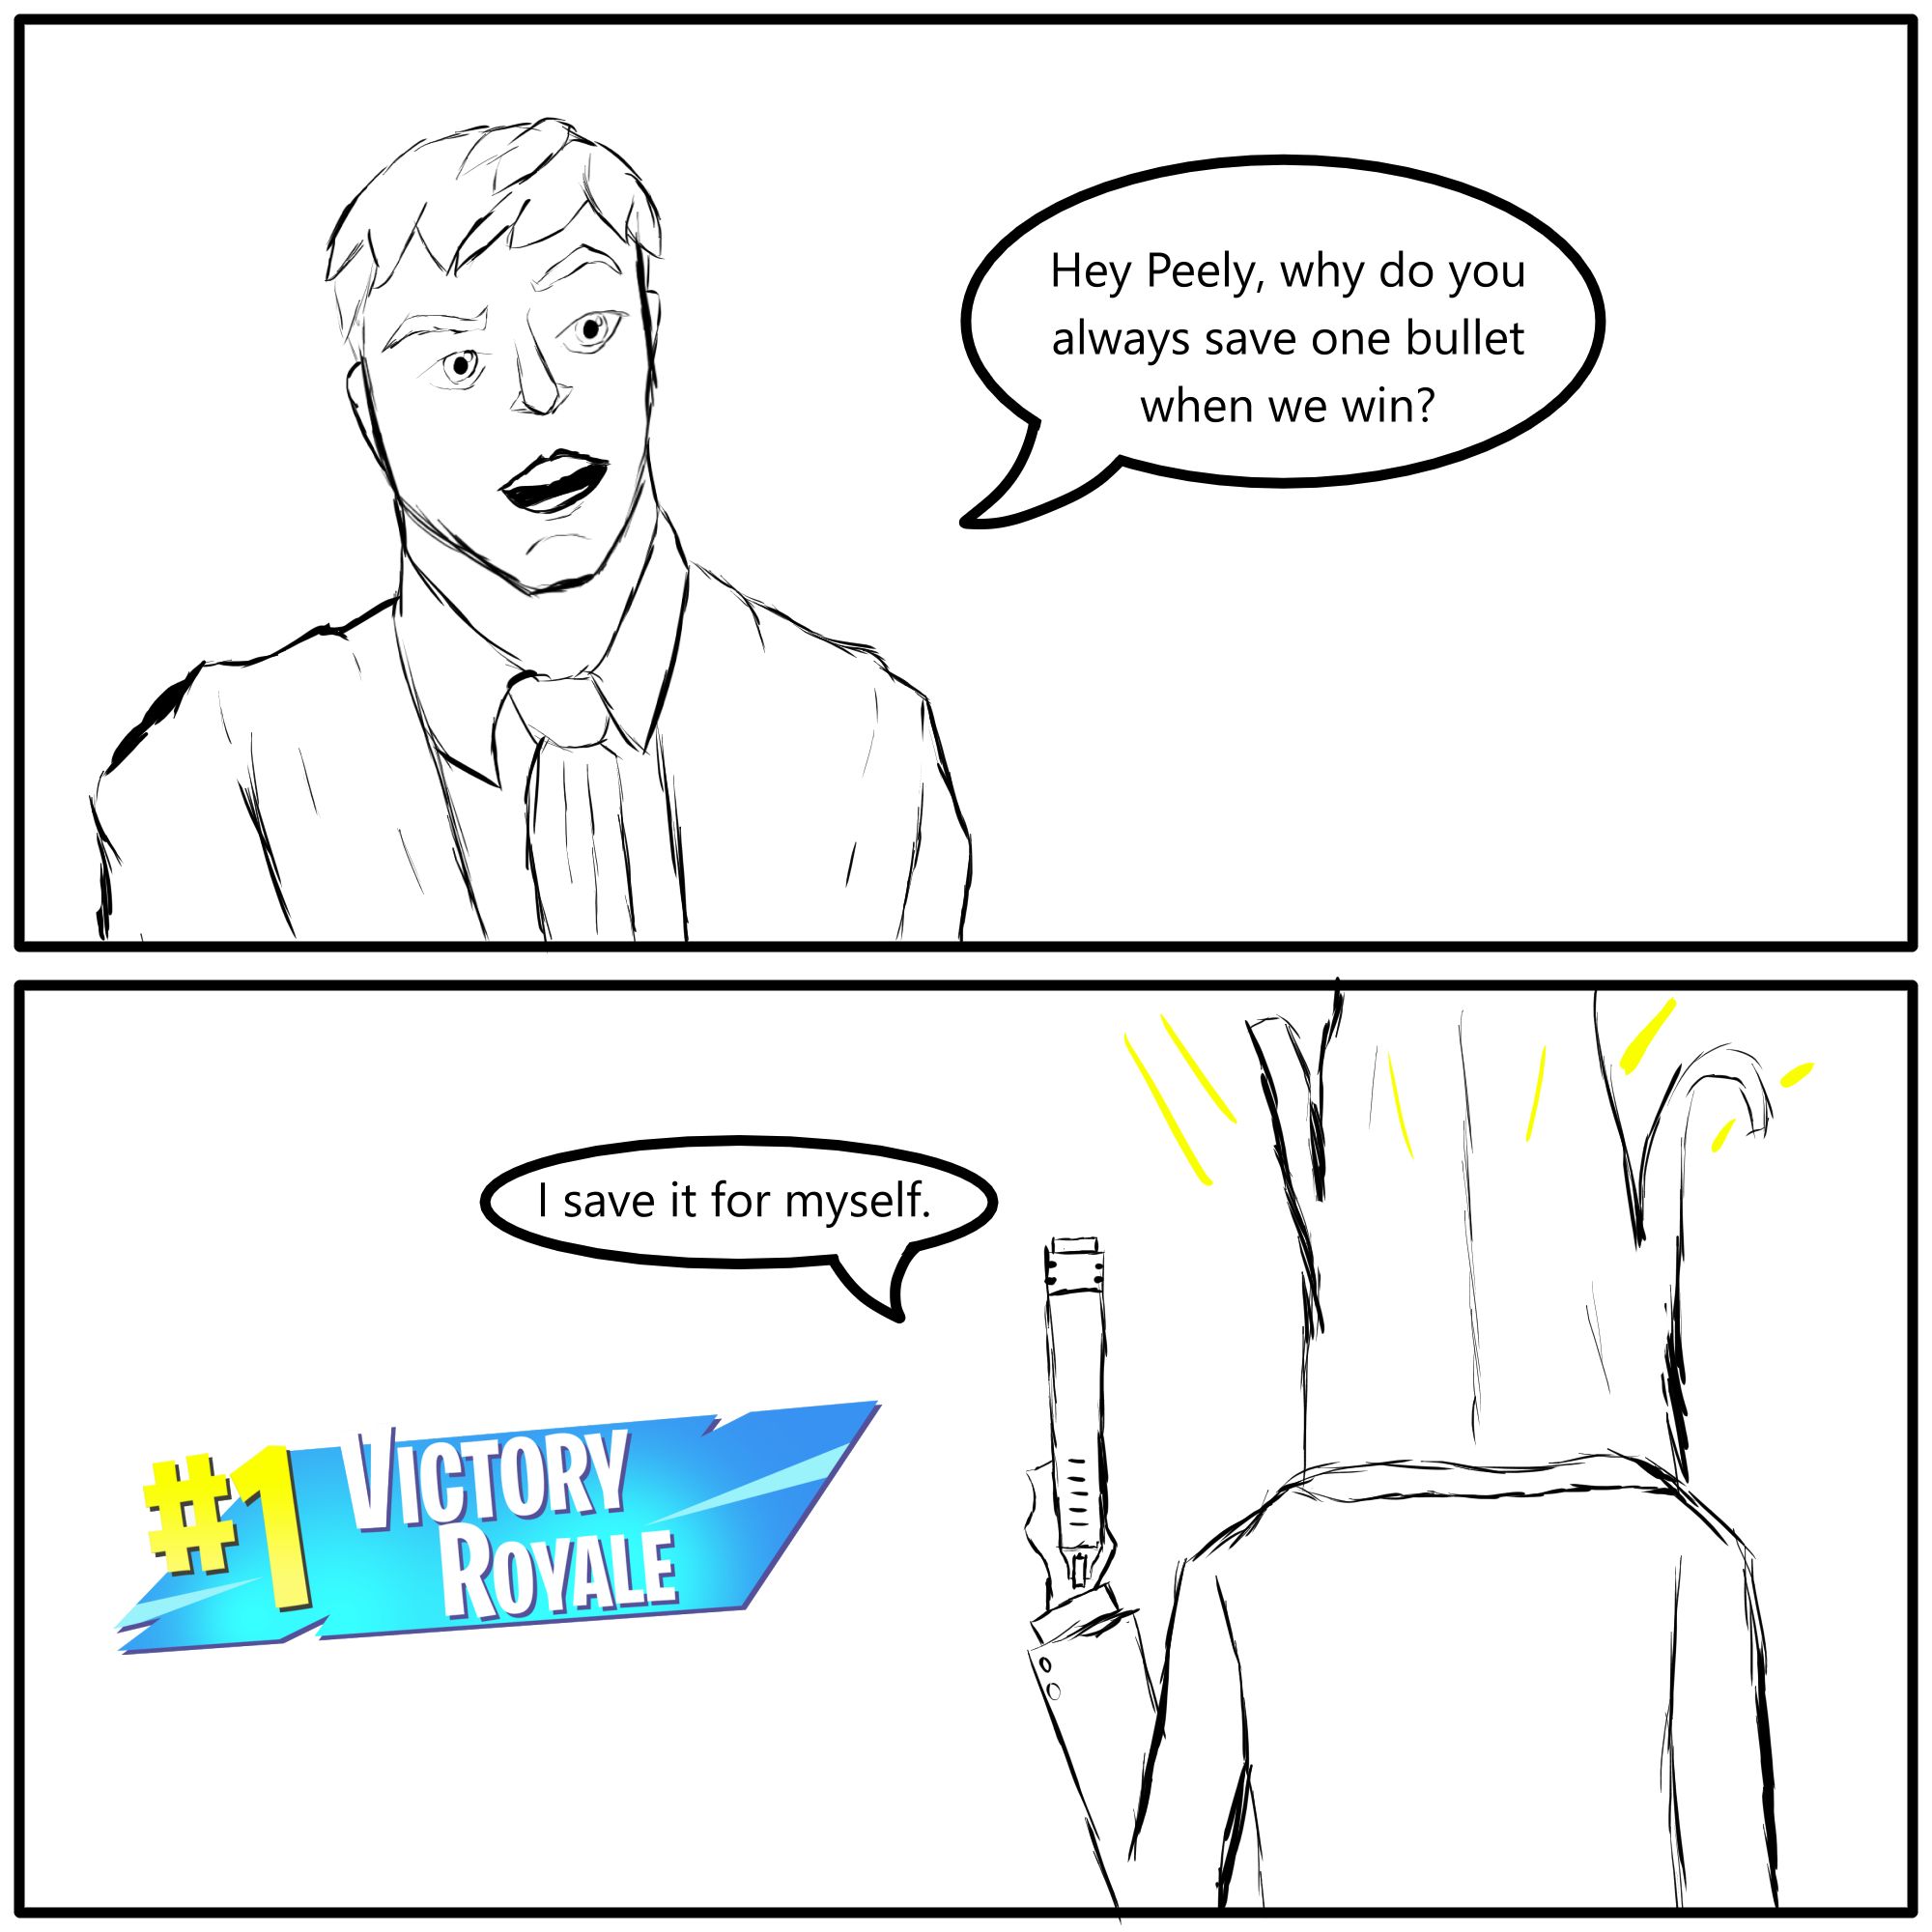 Hey Peely, why do you
always save one bullet
when we win?
I save it for myself.
#1 VICTORY
ROYALE